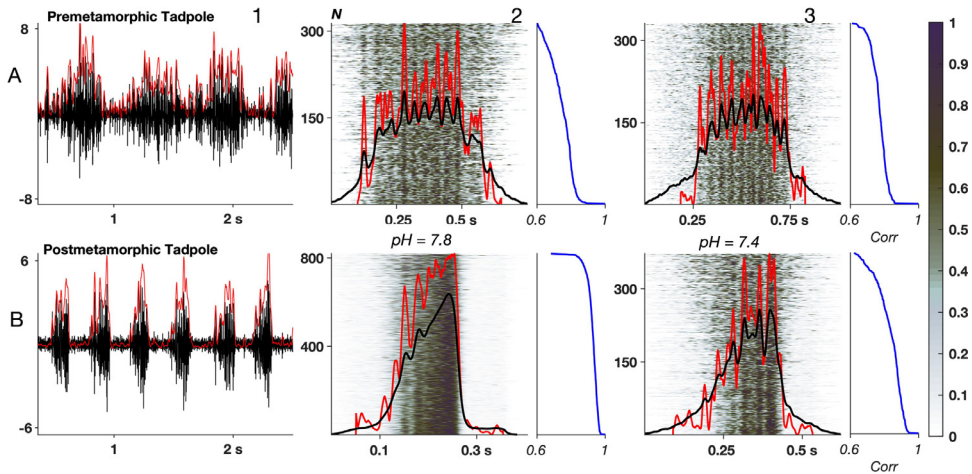 Premetamorphic Tadpole
1
N
2
3
A
8
-8
1
2 s
300
150
0.25
0.5 s
0.6
1
300
150
0.25
0.75 s
0.6
1
Corr
pH = 7.8
pH = 7.4
Postmetamorphic Tadpole
B
6
-6
1
2 s
800
400
0.1
0.3 s
0.6
1
300
150
0.25
0.5 s
0.6
1
Corr
1
0.9
0.8
0.7
0.6
0.5
0.4
0.3
0.2
0.1
0